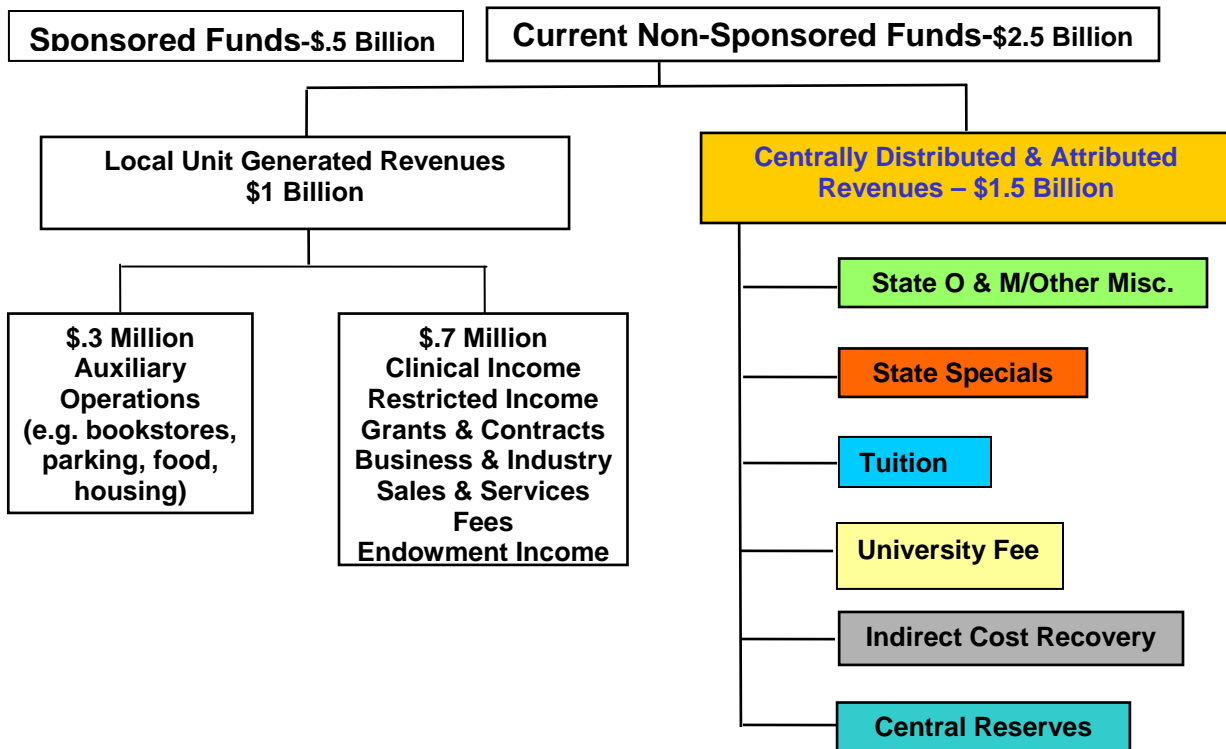 Sponsored Funds-$.5 Billion
Current Non-Sponsored Funds-$2.5 Billion
Local Unit Generated Revenues
$1 Billion
Centrally Distributed & Attributed
Revenues – $1.5 Billion
$.3 Million
Auxiliary
Operations
(e.g. bookstores,
parking, food,
housing)
$.7 Million
Clinical Income
Restricted Income
Grants & Contracts
Business & Industry
Sales & Services
Fees
Endowment Income
State O & M/Other Misc.
State Specials
Tuition
University Fee
Indirect Cost Recovery
Central Reserves